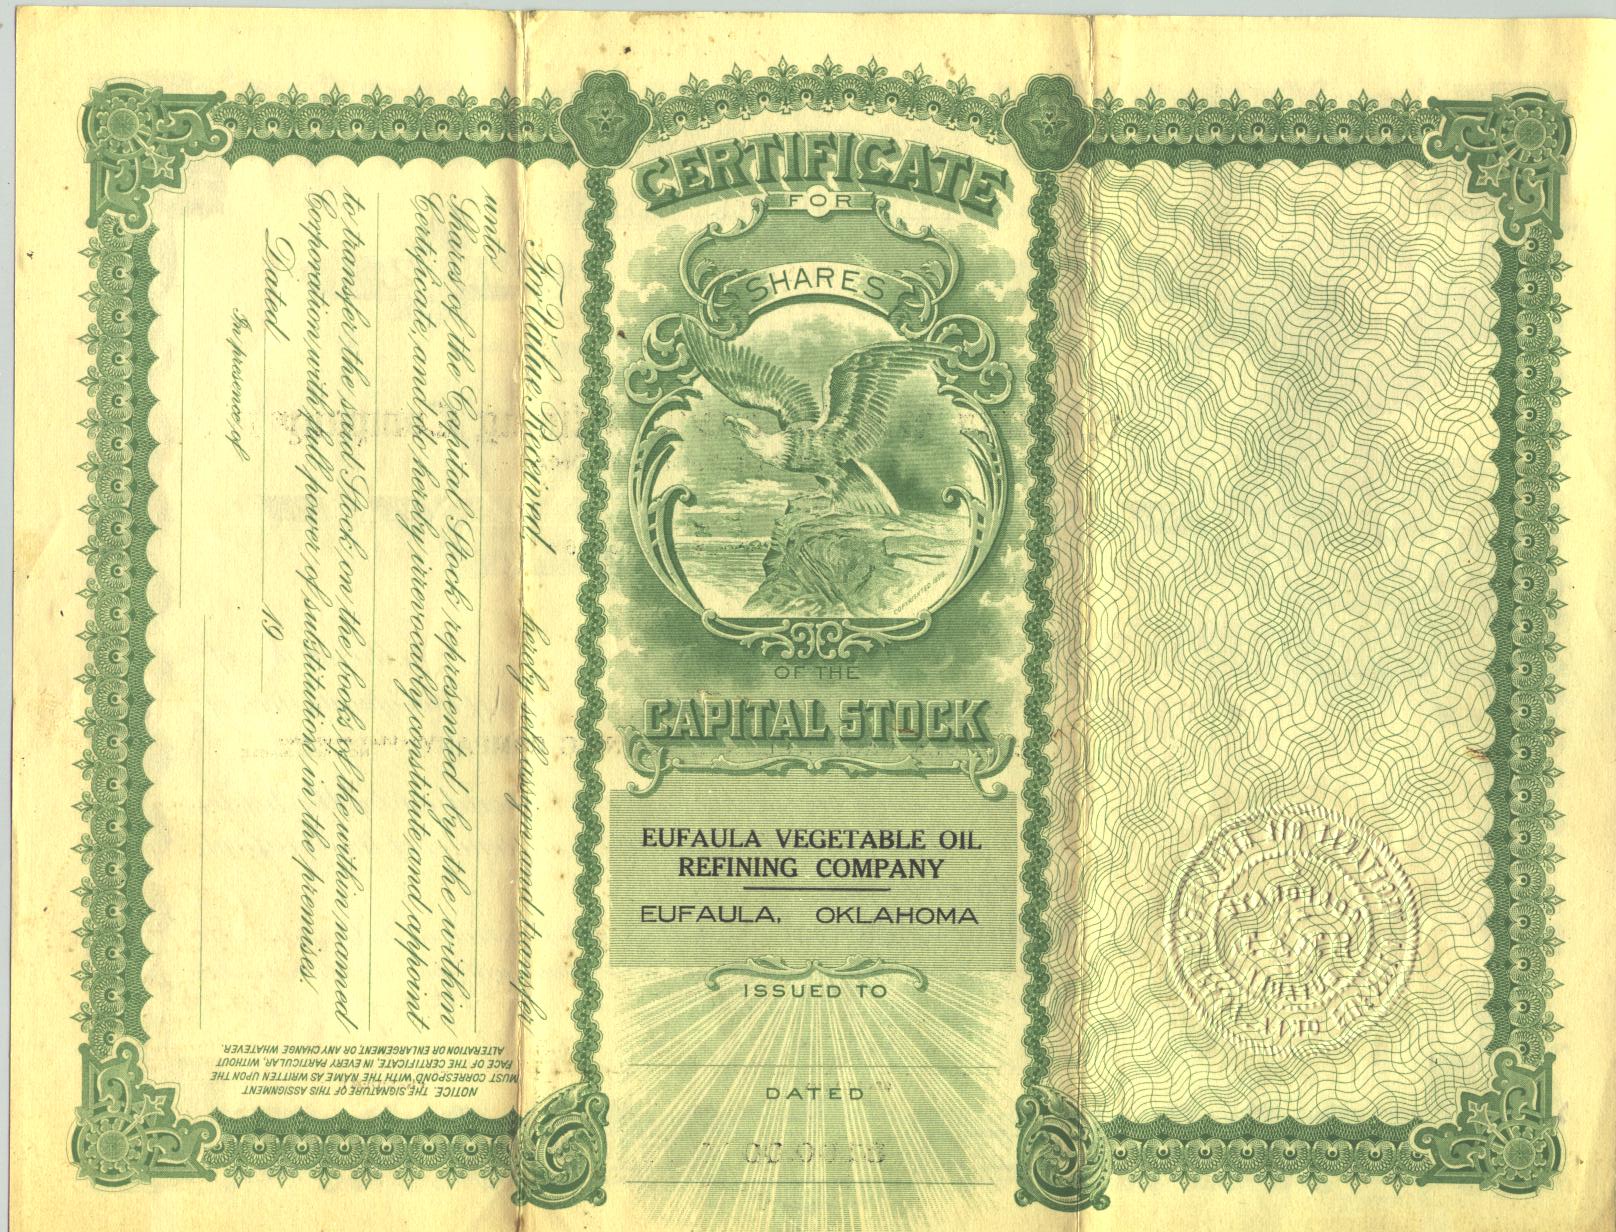 CERTIFICATE
FOR
SHARES
COPYRIGHTED 1898
OF THE
CAPITAL STOCK
EUFAULA VEGETABLE OIL
REFINING COMPANY
EUFAULA, OKLAHOMA
ISSUED TO
DATED
For Value Received, hereby sell, assign and transfer
unto
Shares of the Capital Stock represented by the within
Certificate, and do hereby irrevocably constitute and appoint
to transfer the said Stock on the books of the within named
Corporation with full power of substitution in the premises.
Dated 19
In presence of
NOTICE. THE SIGNATURE OF THIS ASSIGNMENT
MUST CORRESPOND WITH THE NAME AS WRITTEN UPON THE
FACE OF THE CERTIFICATE, IN EVERY PARTICULAR, WITHOUT
ALTERATION OR ENLARGEMENT, OR ANY CHANGE WHATEVER.